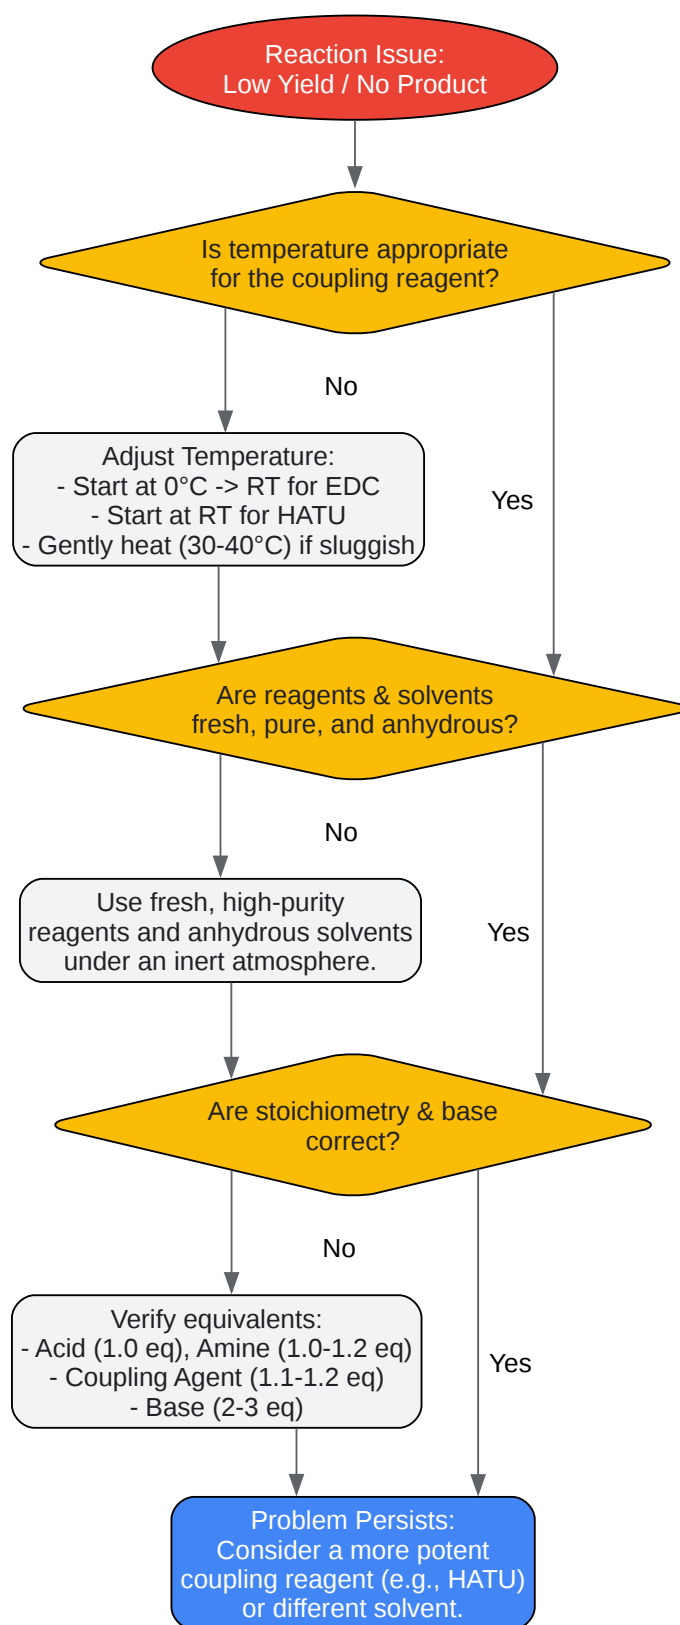 Reaction Issue:
Low Yield / No Product
Is temperature appropriate
for the coupling reagent?
No
Adjust Temperature:
- Start at 0°C -> RT for EDC
- Start at RT for HATU
- Gently heat (30-40°C) if sluggish
Yes
Are reagents & solvents
fresh, pure, and anhydrous?
No
Use fresh, high-purity
reagents and anhydrous solvents
under an inert atmosphere.
Yes
Are stoichiometry & base
correct?
No
Verify equivalents:
- Acid (1.0 eq), Amine (1.0-1.2 eq)
- Coupling Agent (1.1-1.2 eq)
- Base (2-3 eq)
Yes
Problem Persists:
Consider a more potent
coupling reagent (e.g., HATU)
or different solvent.